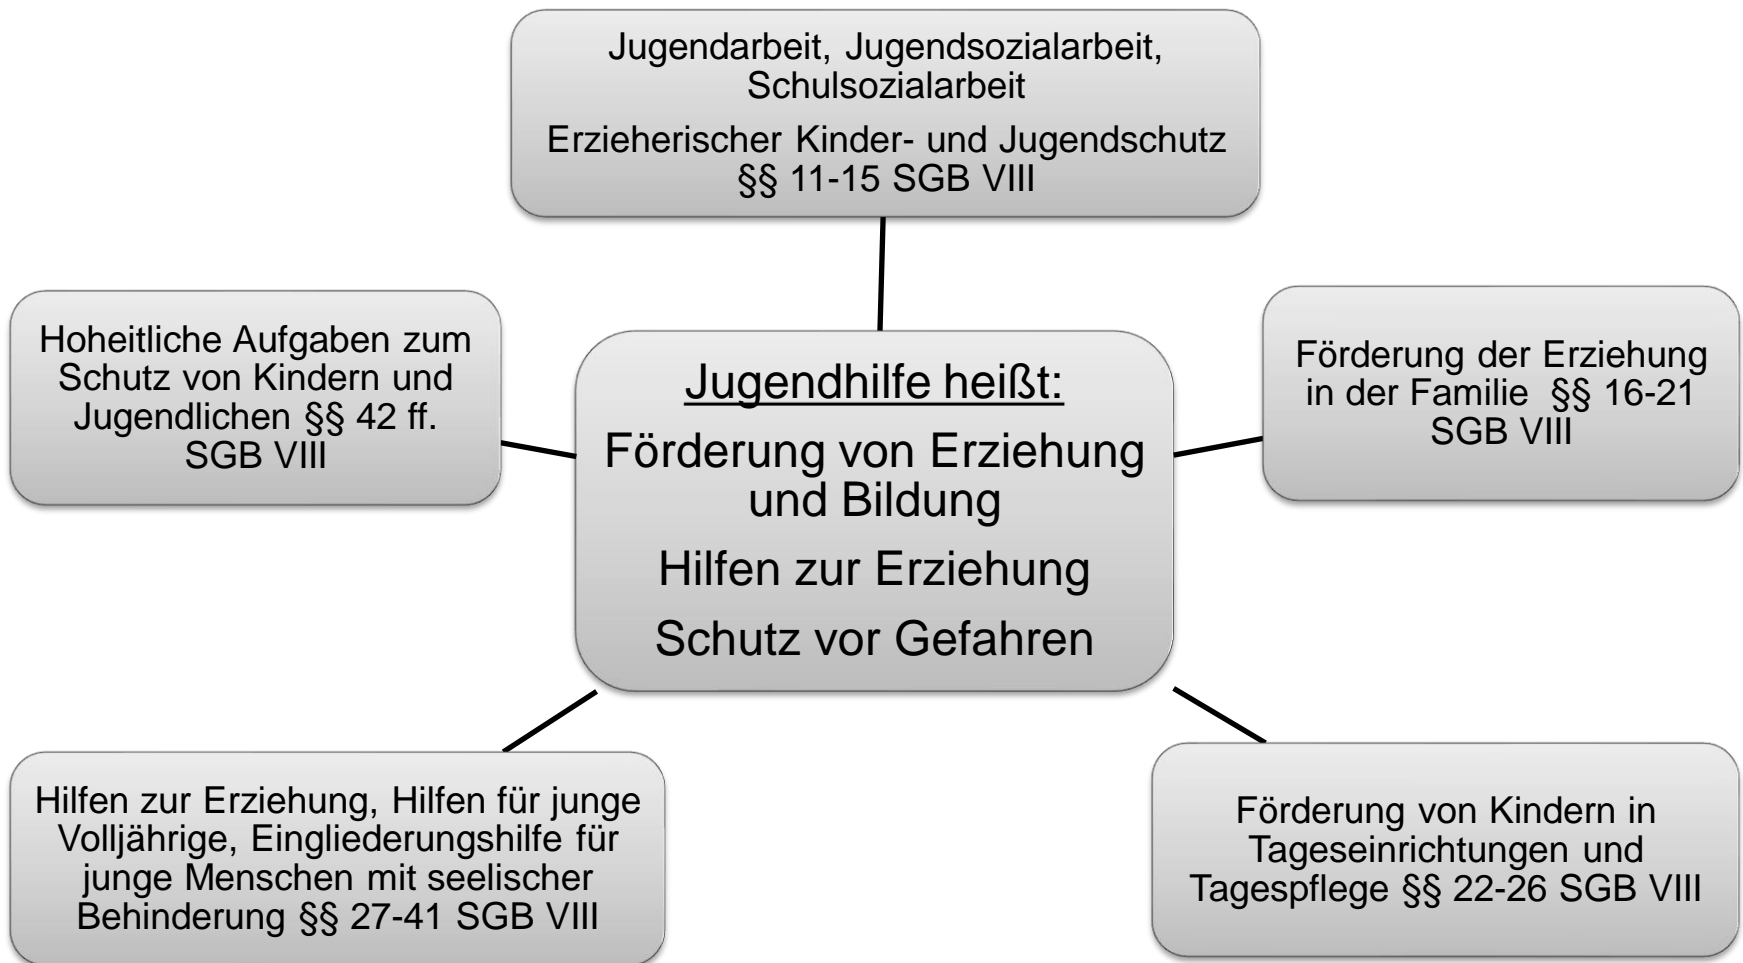 Jugendarbeit, Jugendsozialarbeit,
Schulsozialarbeit
Erzieherischer Kinder- und Jugendschutz
§§ 11-15 SGB VIII
Hoheitliche Aufgaben zum
Schutz von Kindern und
Jugendlichen §§ 42 ff.
SGB VIII
Jugendhilfe heißt:
Förderung von Erziehung
und Bildung
Hilfen zur Erziehung
Schutz vor Gefahren
Förderung der Erziehung
in der Familie §§ 16-21
SGB VIII
Hilfen zur Erziehung, Hilfen für junge
Volljährige, Eingliederungshilfe für
junge Menschen mit seelischer
Behinderung §§ 27-41 SGB VIII
Förderung von Kindern in
Tageseinrichtungen und
Tagespflege §§ 22-26 SGB VIII